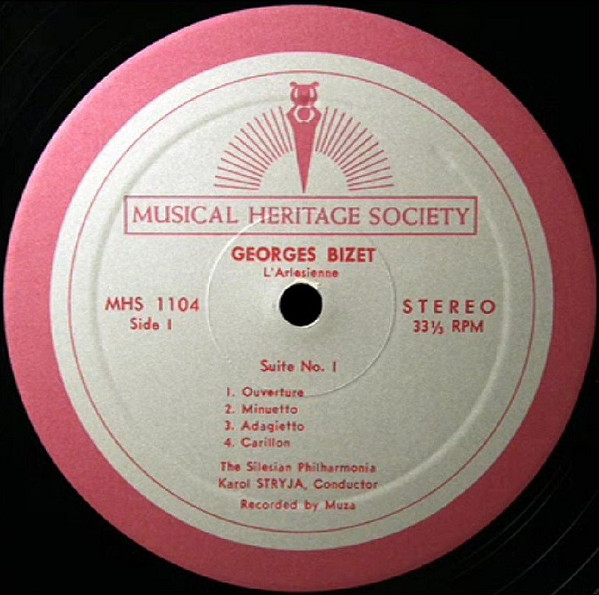 MUSICAL HERITAGE SOCIETY
GEORGES BIZET
L'Arlesienne
MHS 1104
Side 1
STEREO
33⅓ RPM
Suite No. 1
1. Ouverture
2. Minuetto
3. Adagietto
4. Carillon
The Silesian Philharmonia
Karol STRYJA, Conductor
Recorded by Muza